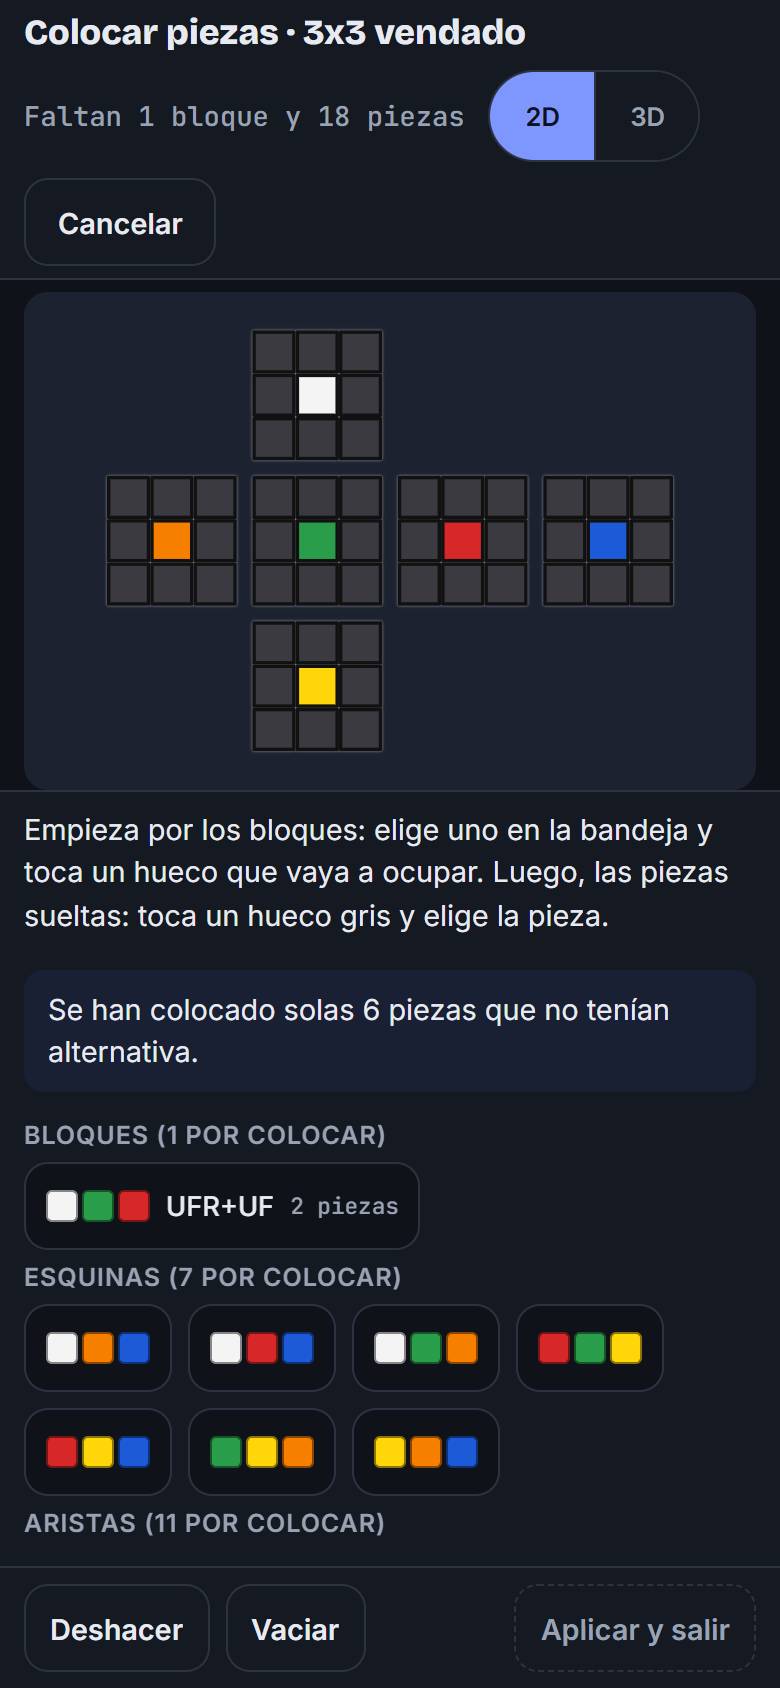 Colocar piezas · 3x3 vendado
Faltan 1 bloque y 18 piezas
2D
3D
Cancelar
Empieza por los bloques: elige uno en la bandeja y
toca un hueco que vaya a ocupar. Luego, las piezas
sueltas: toca un hueco gris y elige la pieza.
Se han colocado solas 6 piezas que no tenían
alternativa.
BLOQUES (1 POR COLOCAR)
UFR+UF 2 piezas
ESQUINAS (7 POR COLOCAR)
ARISTAS (11 POR COLOCAR)
Deshacer
Vaciar
Aplicar y salir